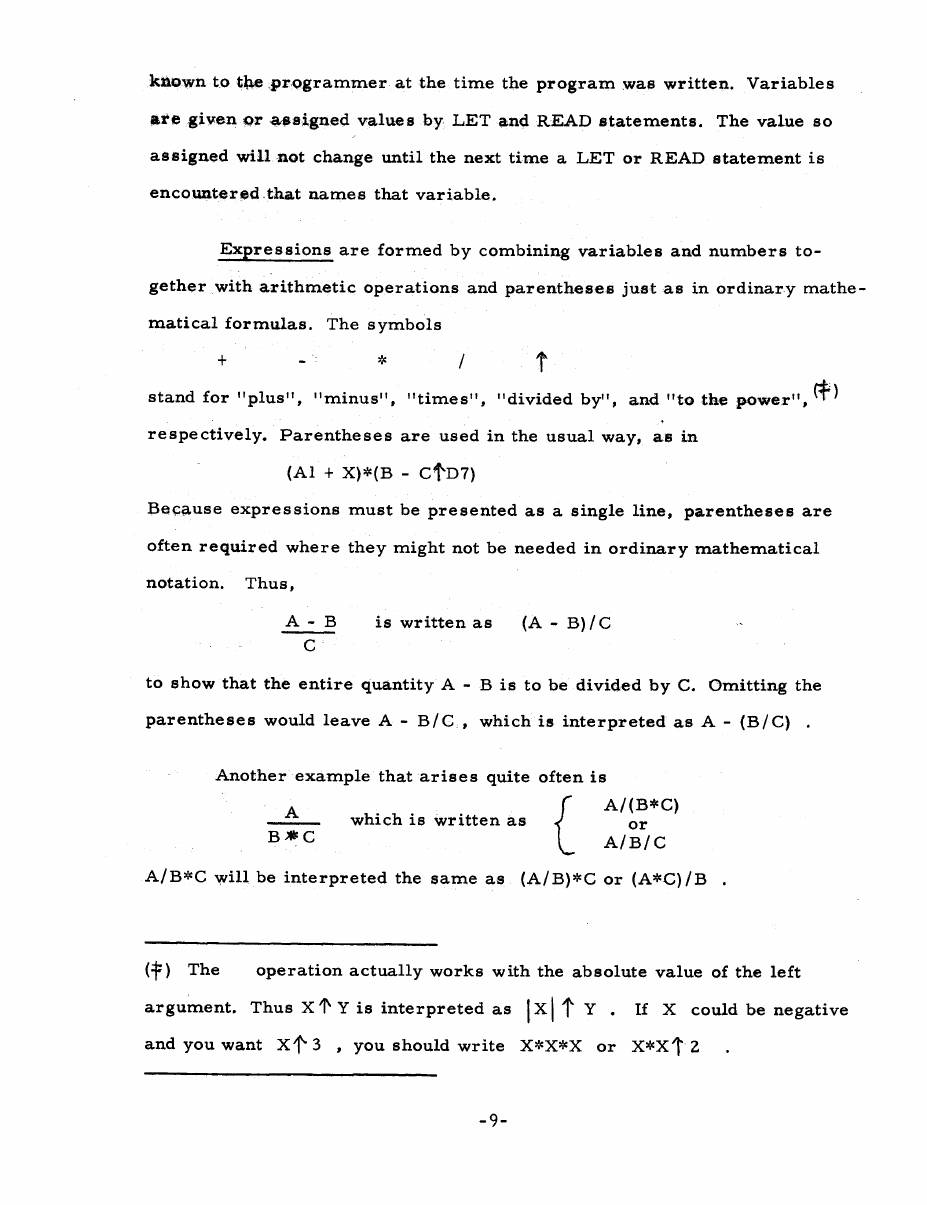 known to the programmer at the time the program was written. Variables
are given or assigned values by LET and READ statements. The value so
assigned will not change until the next time a LET or READ statement is
encountered that names that variable.
Expressions are formed by combining variables and numbers to-
gether with arithmetic operations and parentheses just as in ordinary mathe-
matical formulas. The symbols
+ - * / ↑
stand for "plus", "minus", "times", "divided by", and "to the power", (‡)
respectively. Parentheses are used in the usual way, as in
(A1 + X)*(B - C↑D7)
Because expressions must be presented as a single line, parentheses are
often required where they might not be needed in ordinary mathematical
notation. Thus,
A - B is written as (A - B)/C
C
to show that the entire quantity A - B is to be divided by C. Omitting the
parentheses would leave A - B/C , which is interpreted as A - (B/C) .
Another example that arises quite often is
A/(B*C)
A which is written as { or
B*C
A/B/C
A/B*C will be interpreted the same as (A/B)*C or (A*C)/B .
(‡) The operation actually works with the absolute value of the left
argument. Thus X↑Y is interpreted as |X|↑ Y . If X could be negative
and you want X↑3 , you should write X*X*X or X*X↑2 .
-9-